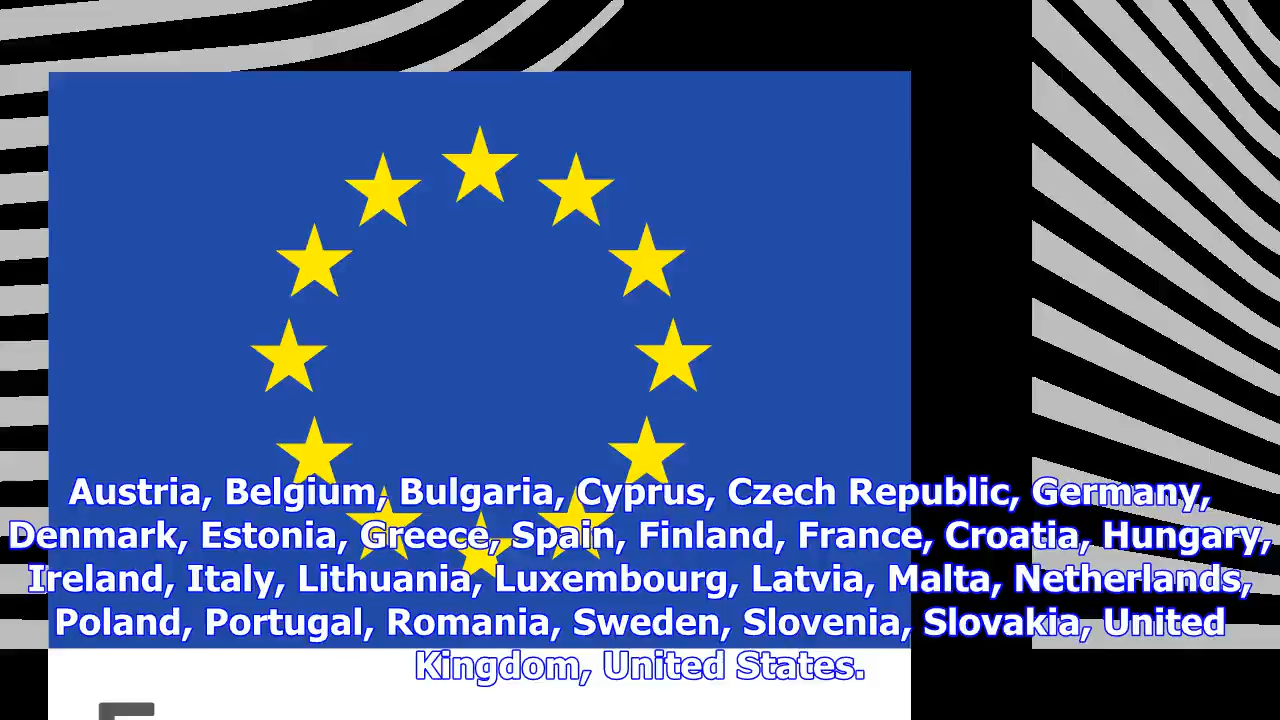 Austria, Belgium, Bulgaria, Cyprus, Czech Republic, Germany,
Denmark, Estonia, Greece, Spain, Finland, France, Croatia, Hungary,
Ireland, Italy, Lithuania, Luxembourg, Latvia, Malta, Netherlands,
Poland, Portugal, Romania, Sweden, Slovenia, Slovakia, United
Kingdom, United States.